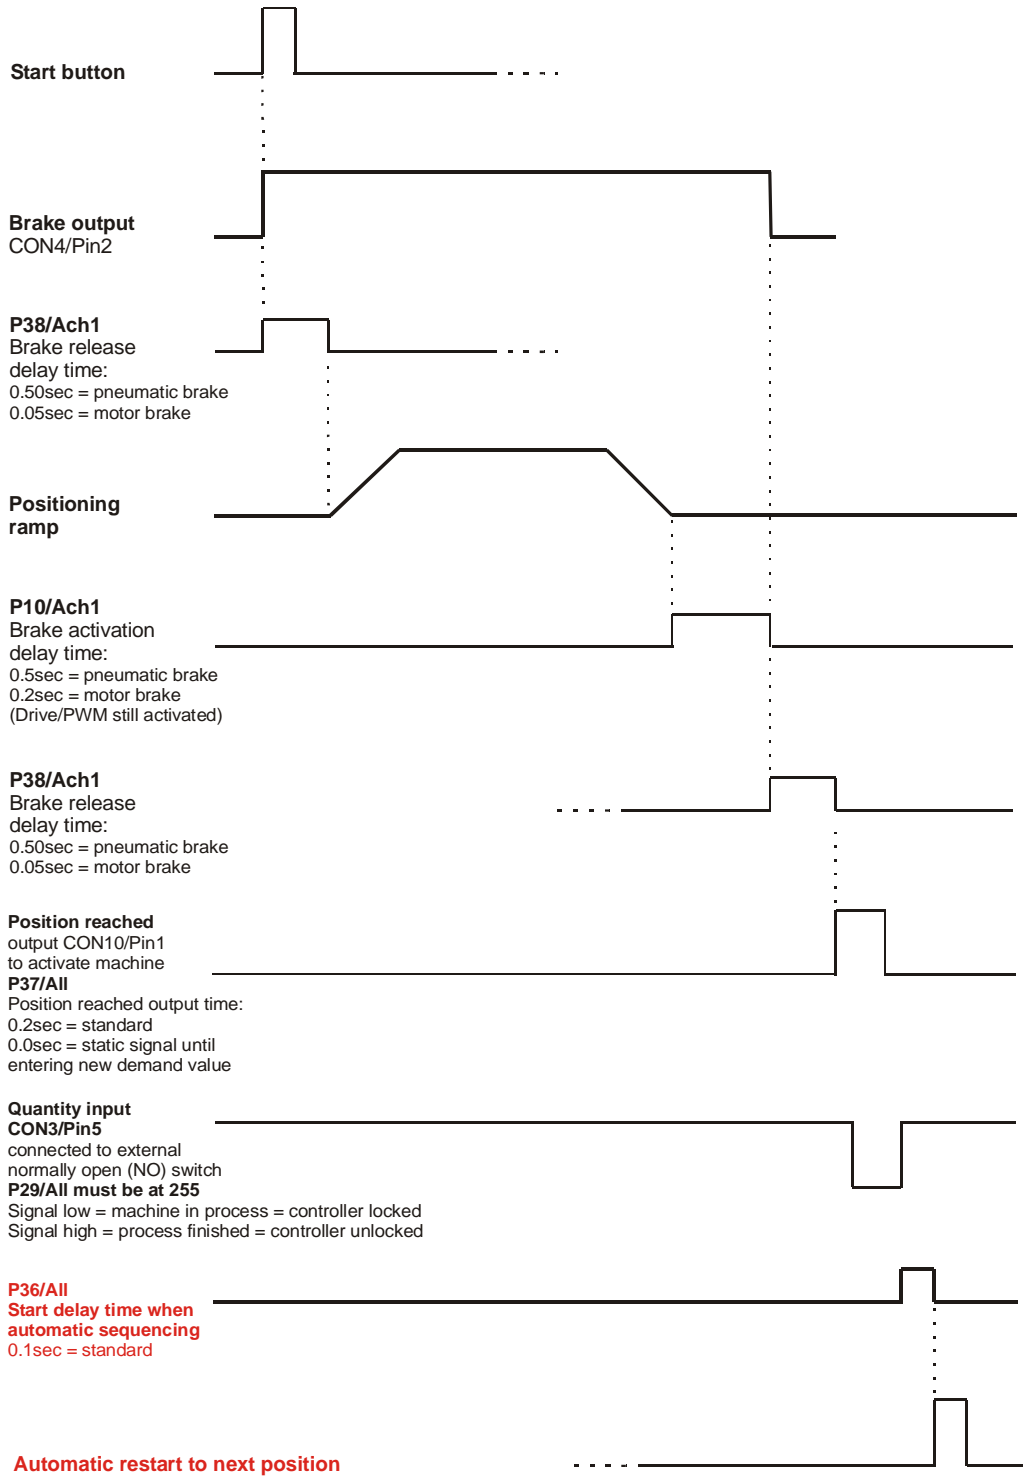 Start button
Brake output
CON4/Pin2
P38/Ach1
Brake release
delay time:
0.50sec = pneumatic brake
0.05sec = motor brake
Positioning
ramp
P10/Ach1
Brake activation
delay time:
0.5sec = pneumatic brake
0.2sec = motor brake
(Drive/PWM still activated)
P38/Ach1
Brake release
delay time:
0.50sec = pneumatic brake
0.05sec = motor brake
Position reached
output CON10/Pin1
to activate machine
P37/All
Position reached output time:
0.2sec = standard
0.0sec = static signal until
entering new demand value
Quantity input
CON3/Pin5
connected to external
normally open (NO) switch
P29/All must be at 255
Signal low = machine in process = controller locked
Signal high = process finished = controller unlocked
P36/All
Start delay time when
automatic sequencing
0.1sec = standard
Automatic restart to next position